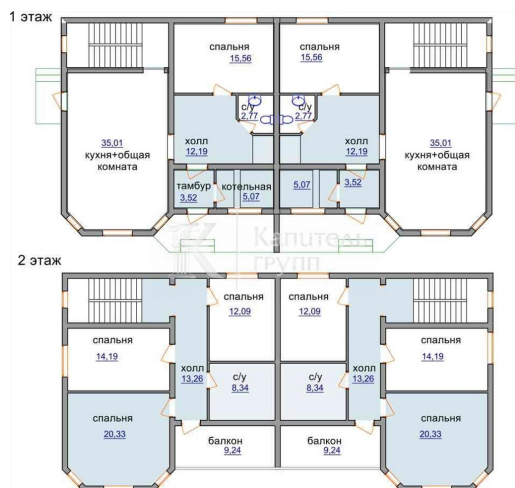 1 этаж
спальня
15,56
спальня
15,56
с/у
2,77
с/у
2,77
35,01
кухня+общая
комната
холл
12,19
холл
12,19
35,01
кухня+общая
комната
тамбур
3,52
котельная
5,07
5,07
3,52
Капитель
ГРУПП
2 этаж
спальня
12,09
спальня
12,09
спальня
14,19
холл
13,26
с/у
8,34
с/у
8,34
холл
13,26
спальня
14,19
спальня
20,33
балкон
9,24
балкон
9,24
спальня
20,33